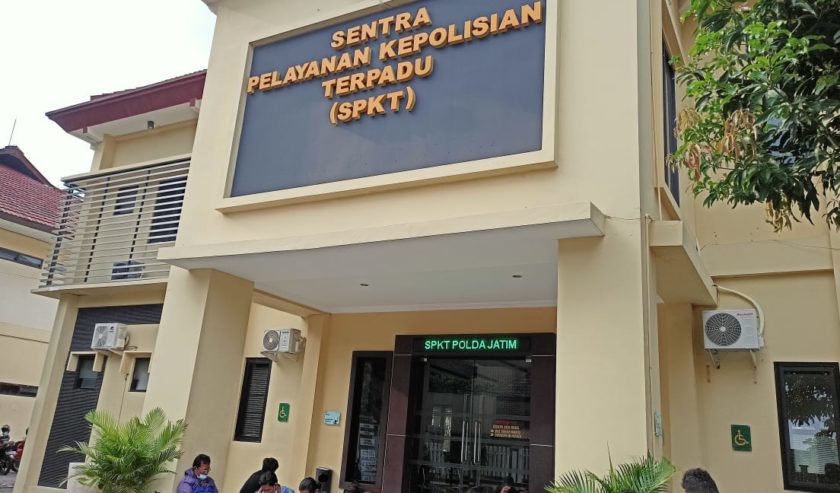 SENTRA
PELAYANAN KEPOLISIAN
TERPADU
(SPKT)
SPKT POLDA JATIM